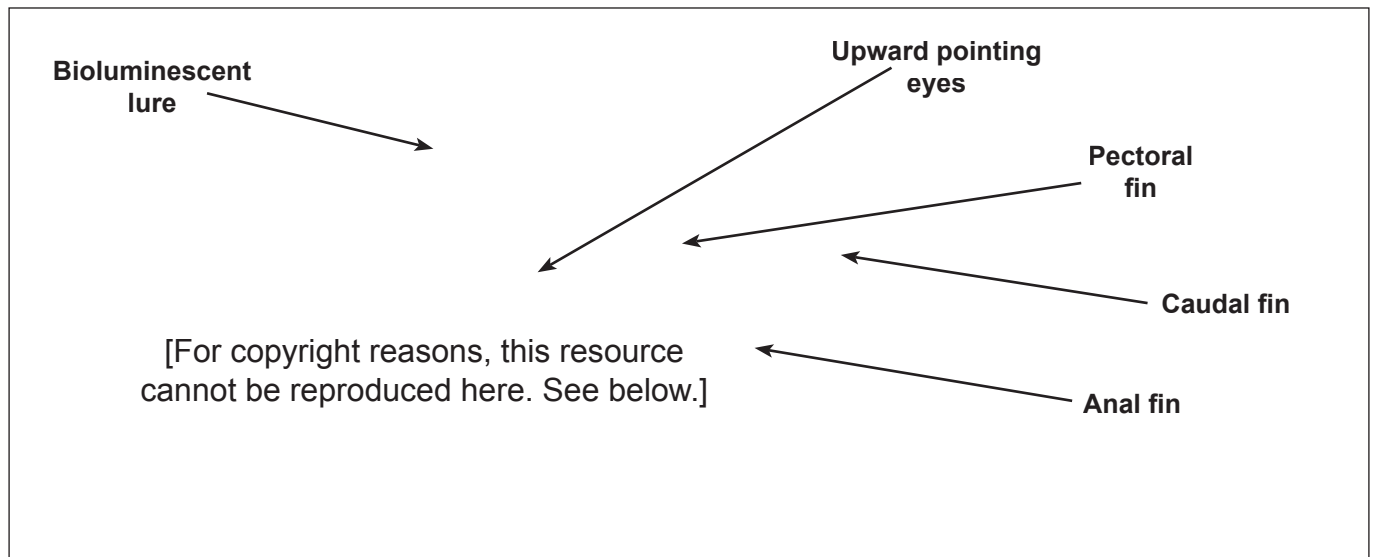 Bioluminescent
lure
Upward pointing
eyes
Pectoral
fin
Caudal fin
[For copyright reasons, this resource
cannot be reproduced here. See below.]
Anal fin